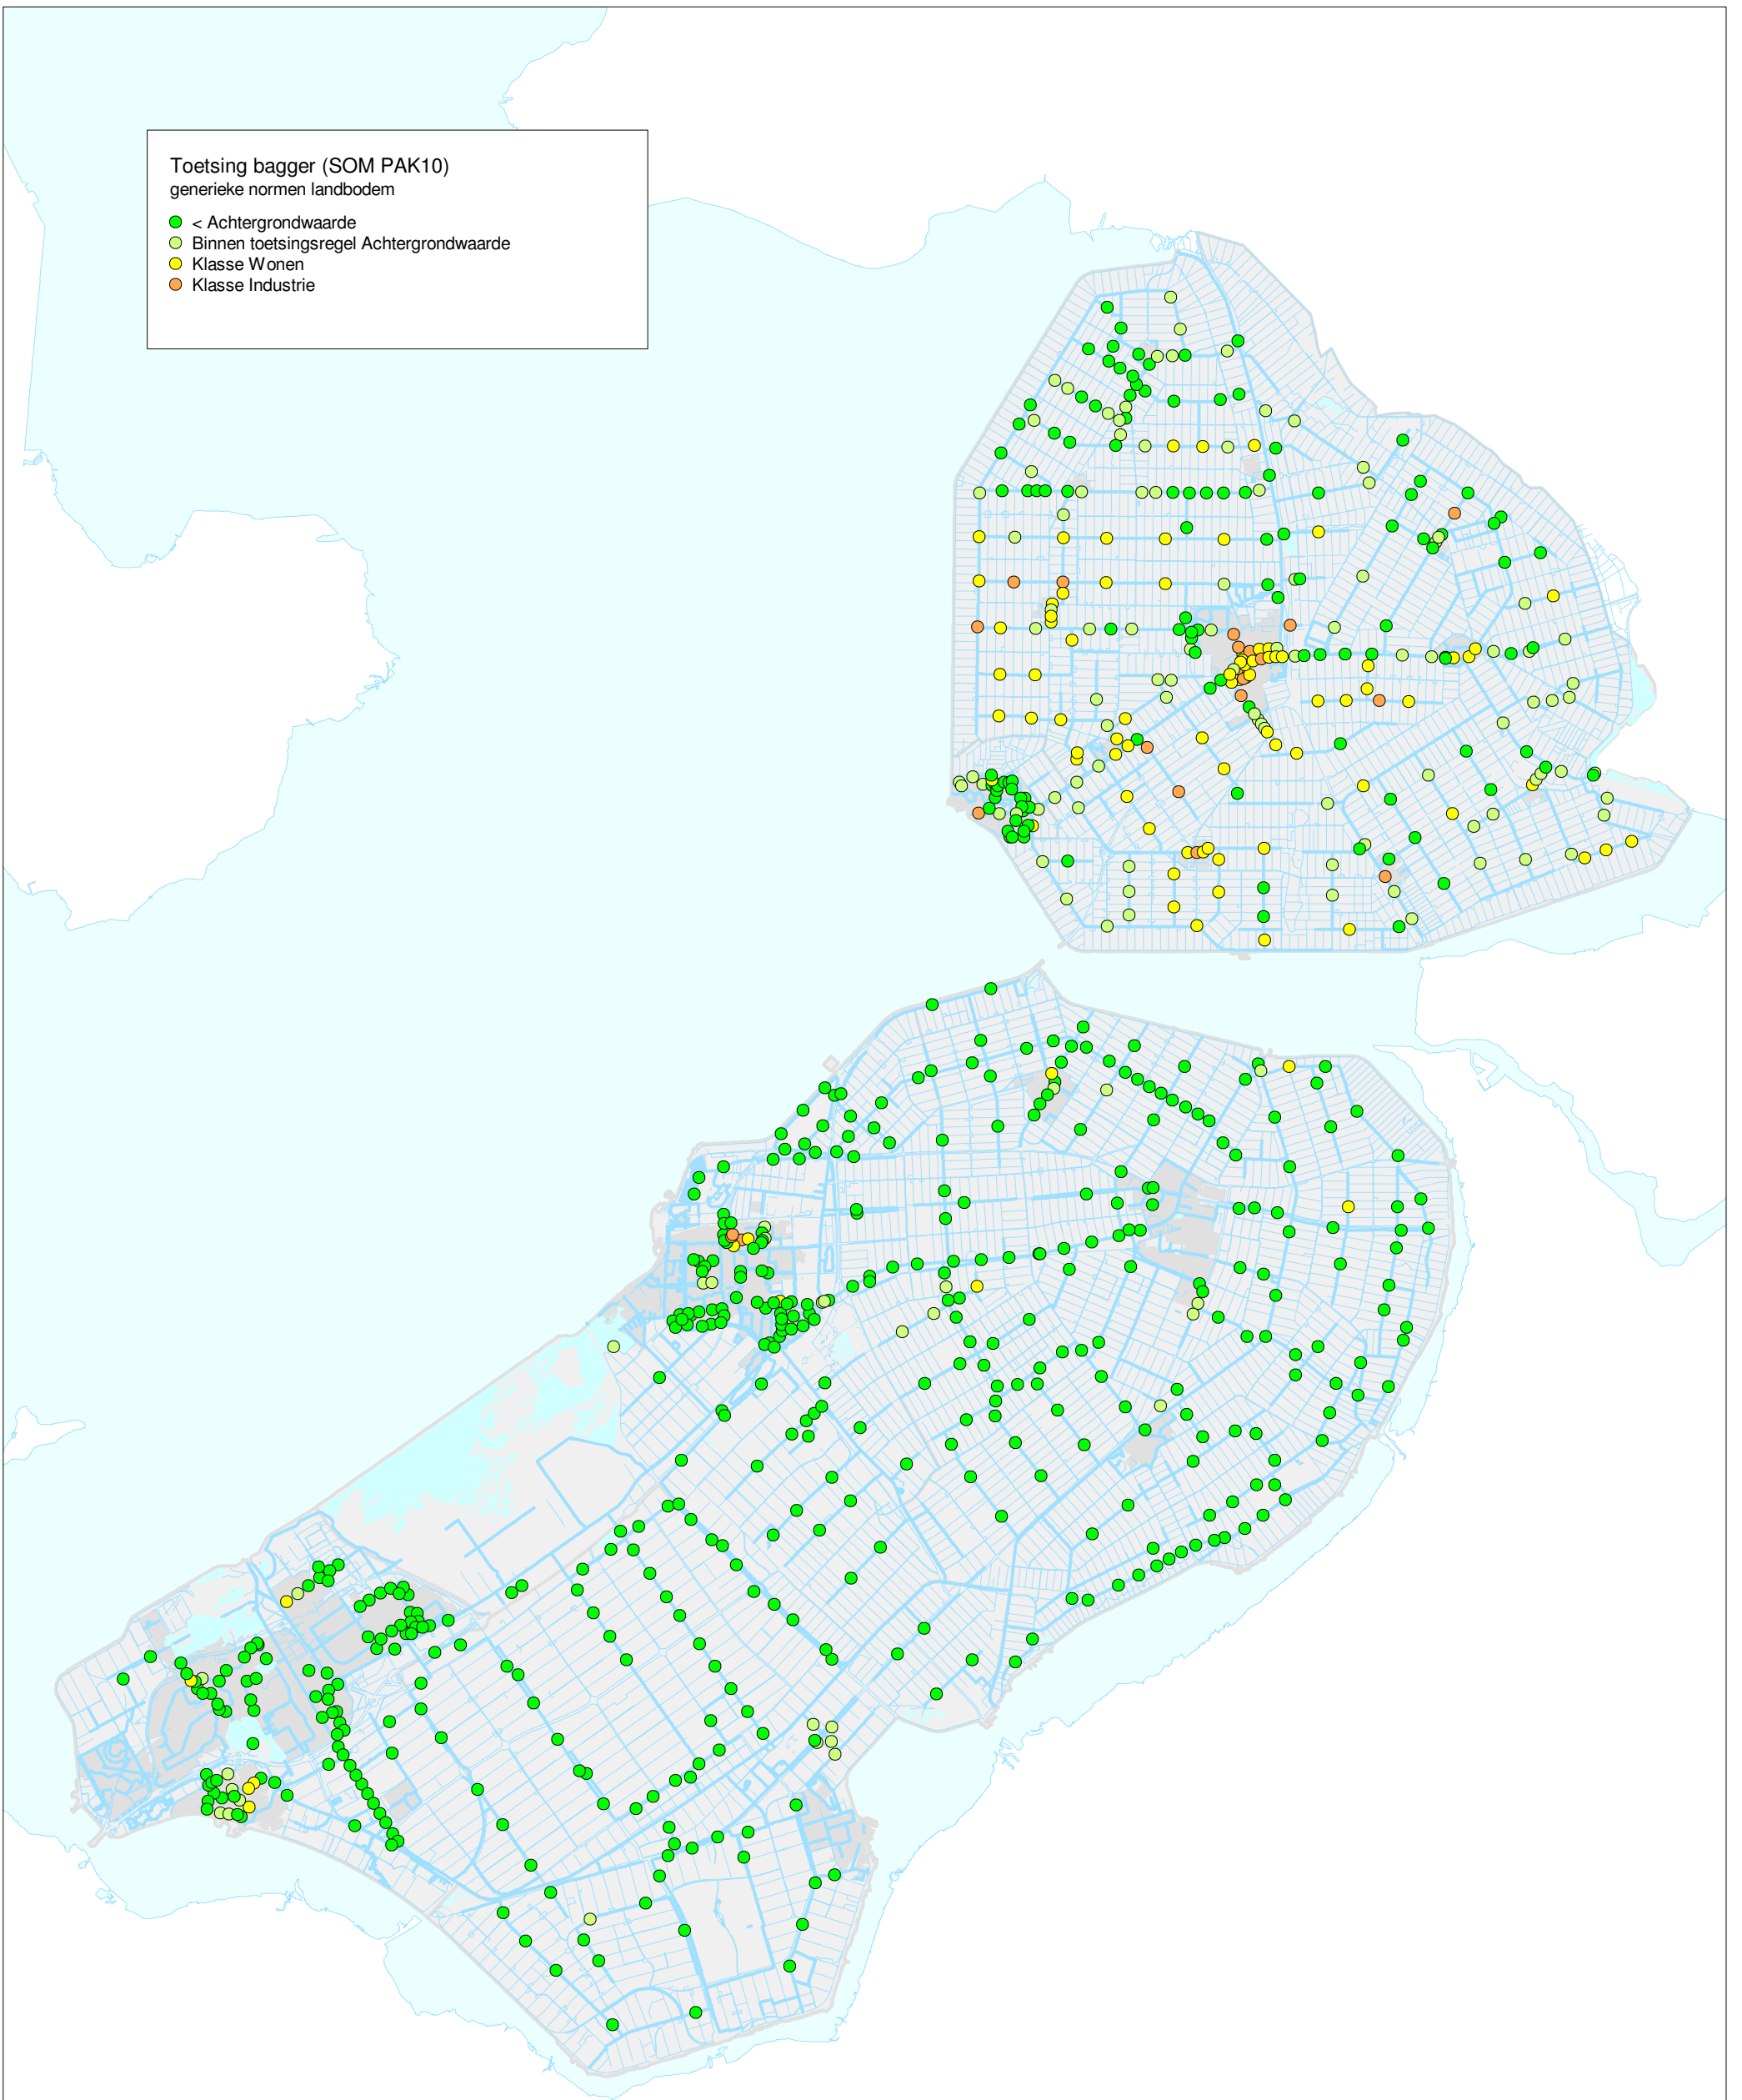 Toetsing bagger (SOM PAK10)
generieke normen landbodem
< Achtergrondwaarde
Binnen toetsingsregel Achtergrondwaarde
Klasse Wonen
Klasse Industrie